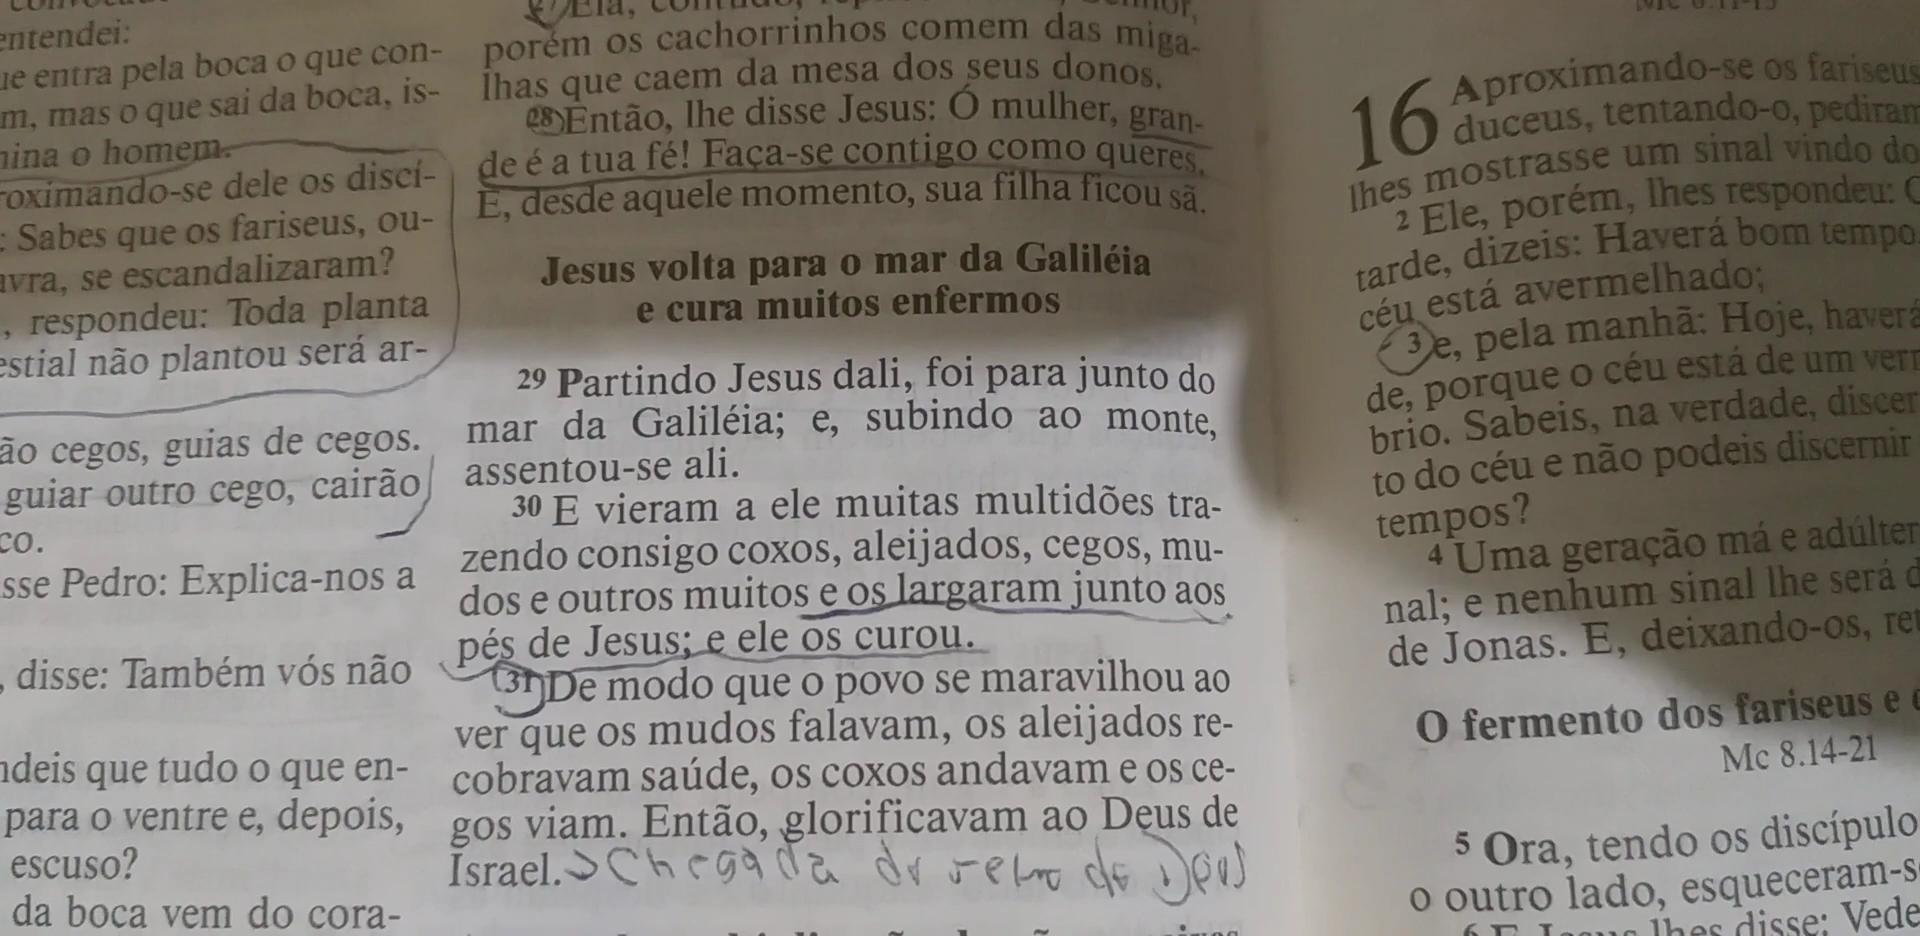 entendei:
entra pela boca o que con-
mas o que sai da boca, is-
o homem.
dele os discí-
: Sabes que os fariseus, ou-
se escandalizaram?
, respondeu: Toda planta
não plantou será ar-
cegos, guias de cegos.
guiar outro cego, cairão
co.
sse Pedro: Explica-nos a
, disse: Também vós não
que tudo o que en-
para o ventre e, depois,
escuso?
da boca vem do cora-
Ela,
porém os cachorrinhos comem das miga-
lhas que caem da mesa dos seus donos.
28 Então, lhe disse Jesus: Ó mulher, gran-
de é a tua fé! Faça-se contigo como queres.
E, desde aquele momento, sua filha ficou sã.
Jesus volta para o mar da Galiléia
e cura muitos enfermos
29 Partindo Jesus dali, foi para junto do
mar da Galiléia; e, subindo ao monte,
assentou-se ali.
30 E vieram a ele muitas multidões tra-
zendo consigo coxos, aleijados, cegos, mu-
dos e outros muitos e os largaram junto aos
pés de Jesus; e ele os curou.
31 De modo que o povo se maravilhou ao
ver que os mudos falavam, os aleijados re-
cobravam saúde, os coxos andavam e os ce-
gos viam. Então, glorificavam ao Deus de
Israel. → Chegada do reino de Deus
16 Aproximando-se os fariseus
duceus, tentando-o, pediram
lhes mostrasse um sinal vindo do
2 Ele, porém, lhes respondeu:
tarde, dizeis: Haverá bom tempo
céu está avermelhado;
3 e, pela manhã: Hoje, haverá
de, porque o céu está de um verm
brio. Sabeis, na verdade, discer
to do céu e não podeis discernir
tempos?
4 Uma geração má e adúlter
nal; e nenhum sinal lhe será d
de Jonas. E, deixando-os, ret
O fermento dos fariseus e
Mc 8.14-21
5 Ora, tendo os discípulo
o outro lado, esqueceram-s
lhes disse: Vede